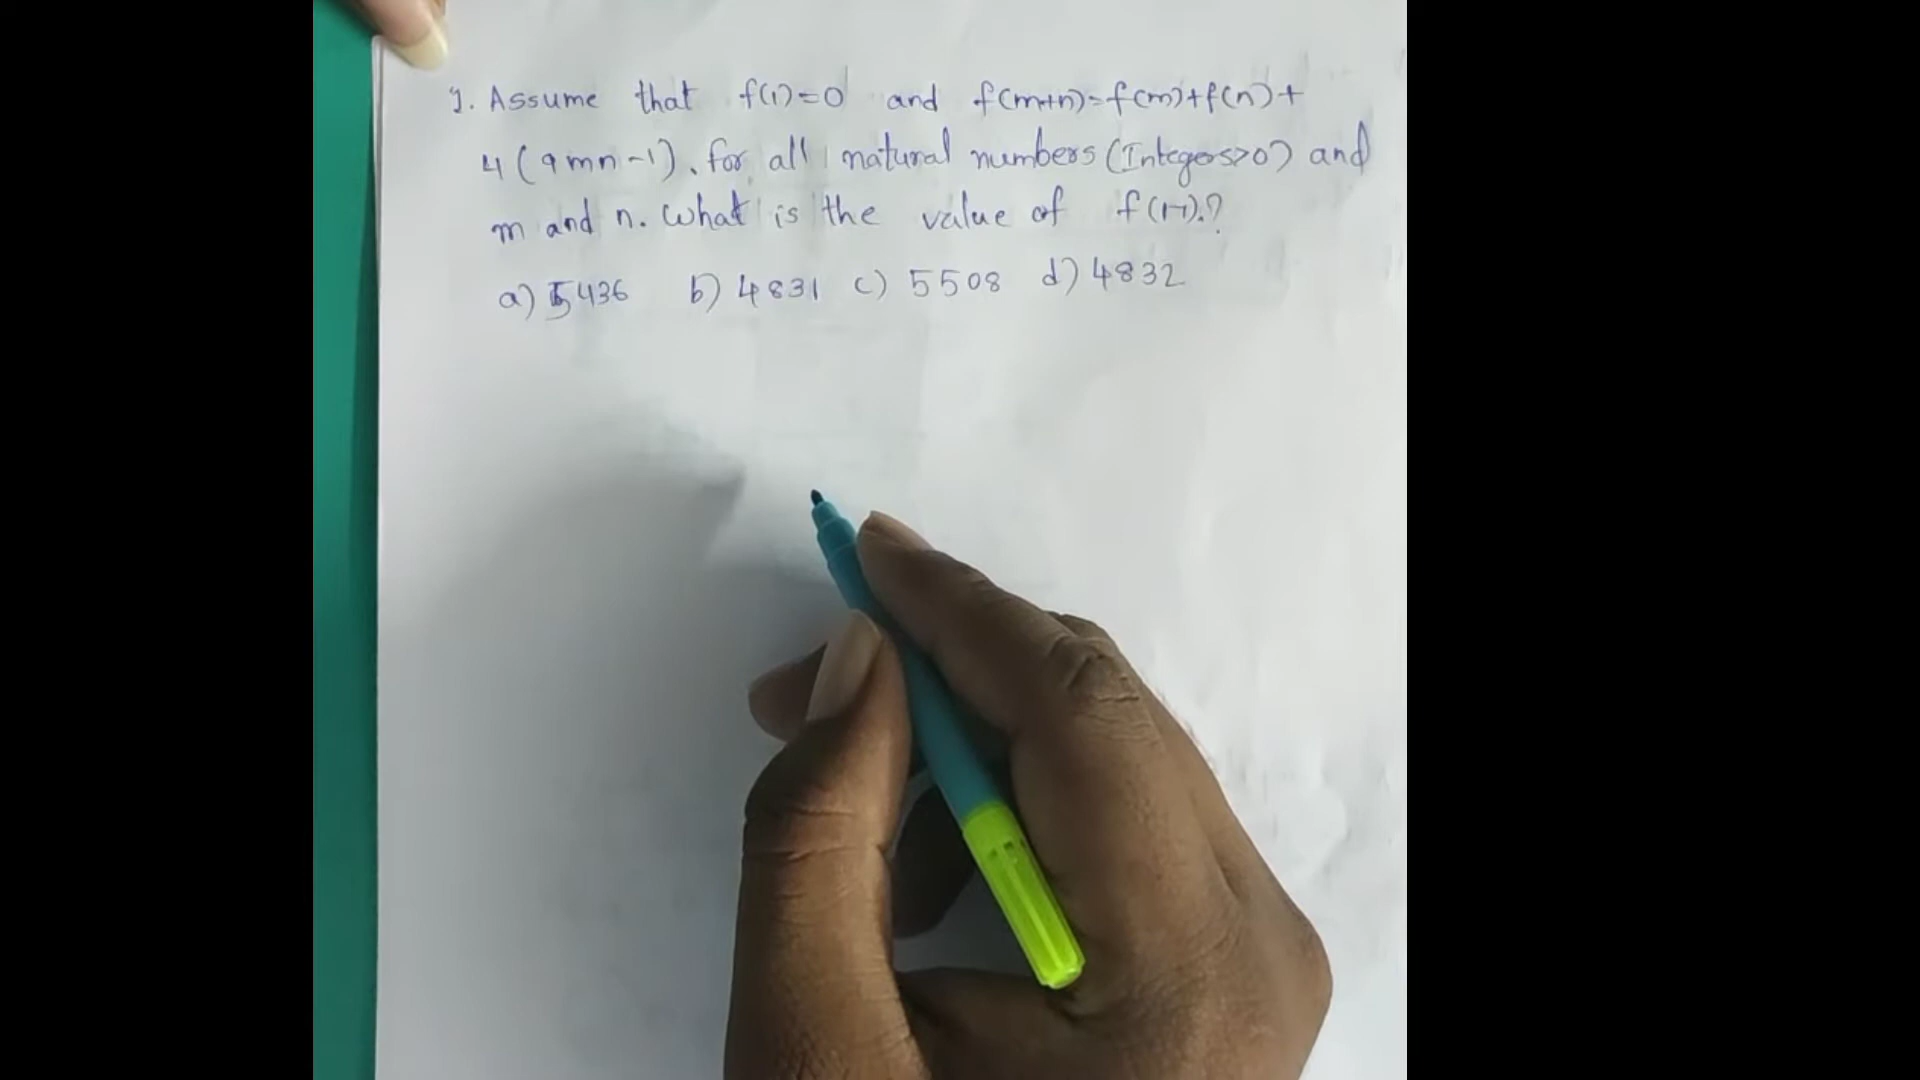 1. Assume that f(1)=0 and f(m+n)=f(m)+f(n)+
4(9mn-1). for all natural numbers (Integers>0) and
m and n. What is the value of f(17).?
a) 5436 b) 4831 c) 5508 d) 4832